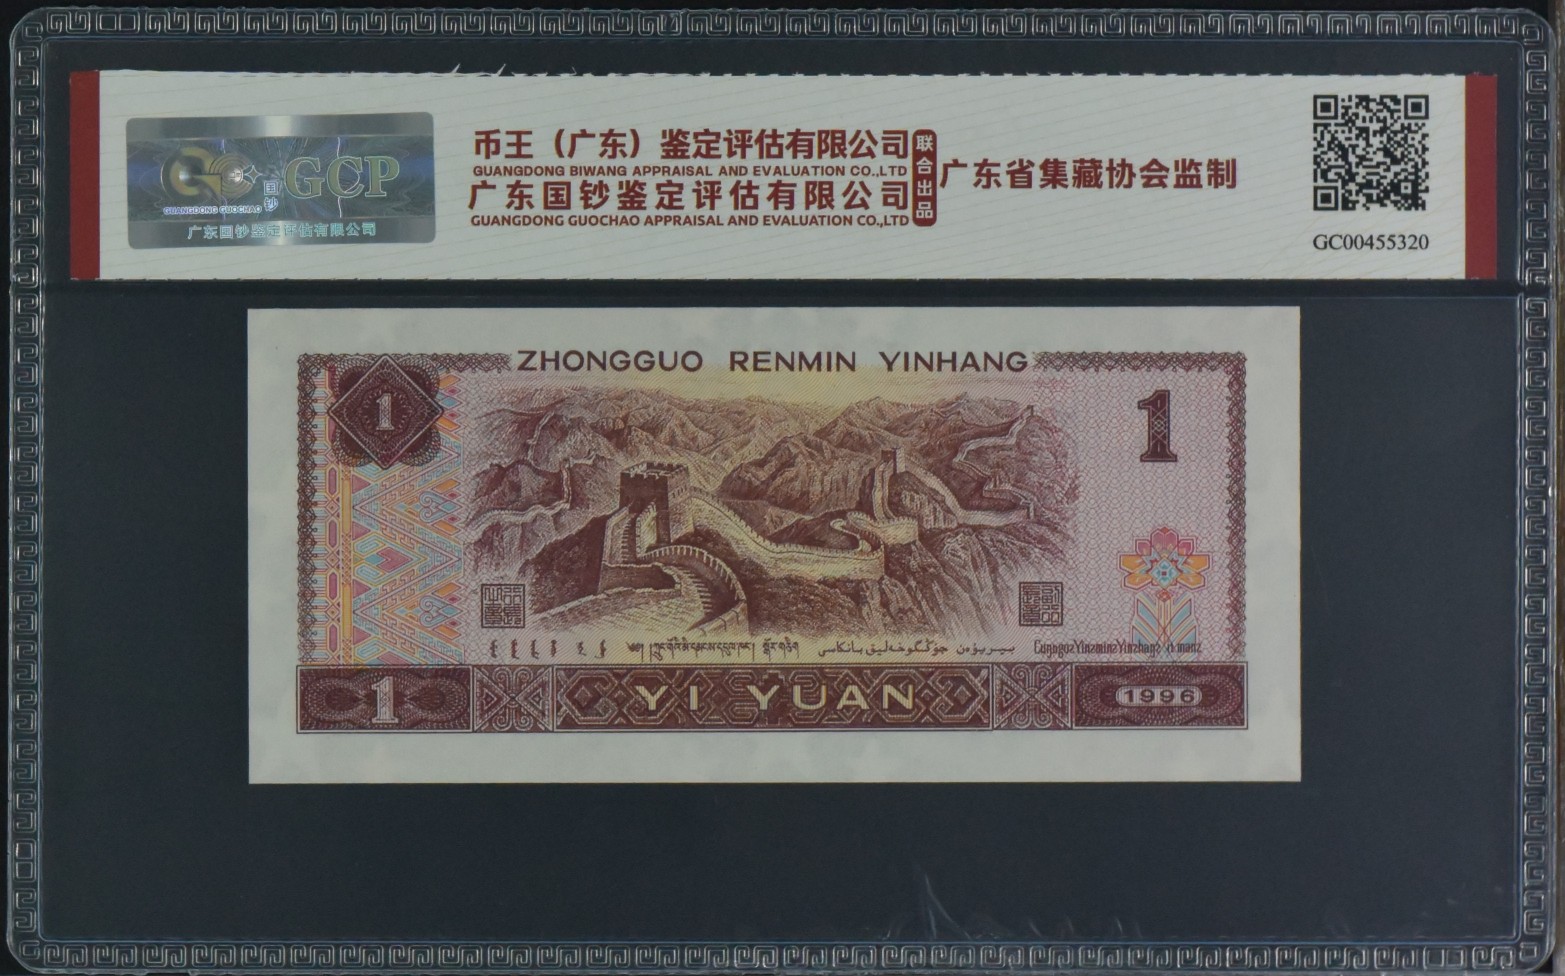 币王（广东）鉴定评估有限公司
GUANGDONG BIWANG APPRAISAL AND EVALUATION CO.,LTD
广东国钞鉴定评估有限公司
GUANGDONG GUOCHAO APPRAISAL AND EVALUATION CO.,LTD
联合出品
广东省集藏协会监制
GCP
国钞
GUANGDONG GUOCHAO
广东国钞鉴定评估有限公司
GC00455320
ZHONGGUO RENMIN YINHANG
1
1
1
YI YUAN
1996